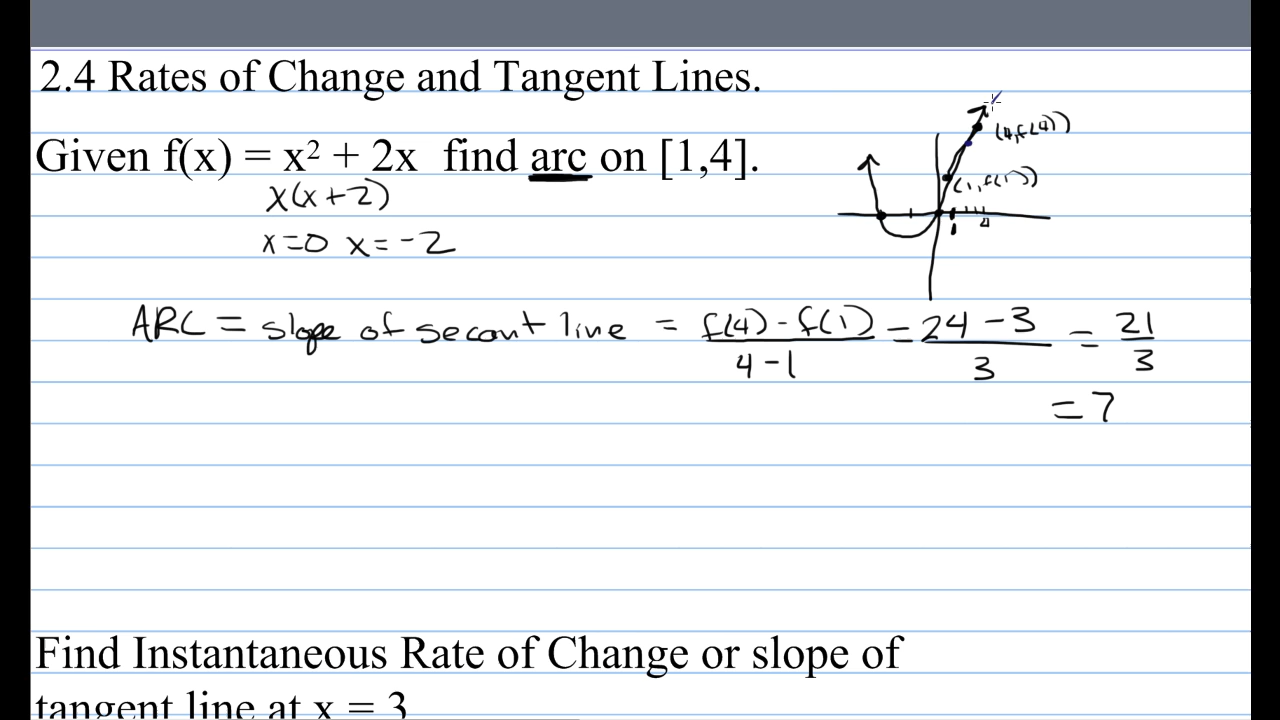 2.4 Rates of Change and Tangent Lines.
Given f(x) = x² + 2x find arc on [1,4].
x(x+2)
x=0 x=-2
(4,f(4))
(1,f(1))
1
4
ARC = slope of secant line = f(4) - f(1) / 4-1 = 24-3 / 3 = 21 / 3
= 7
Find Instantaneous Rate of Change or slope of
tangent line at x = 3